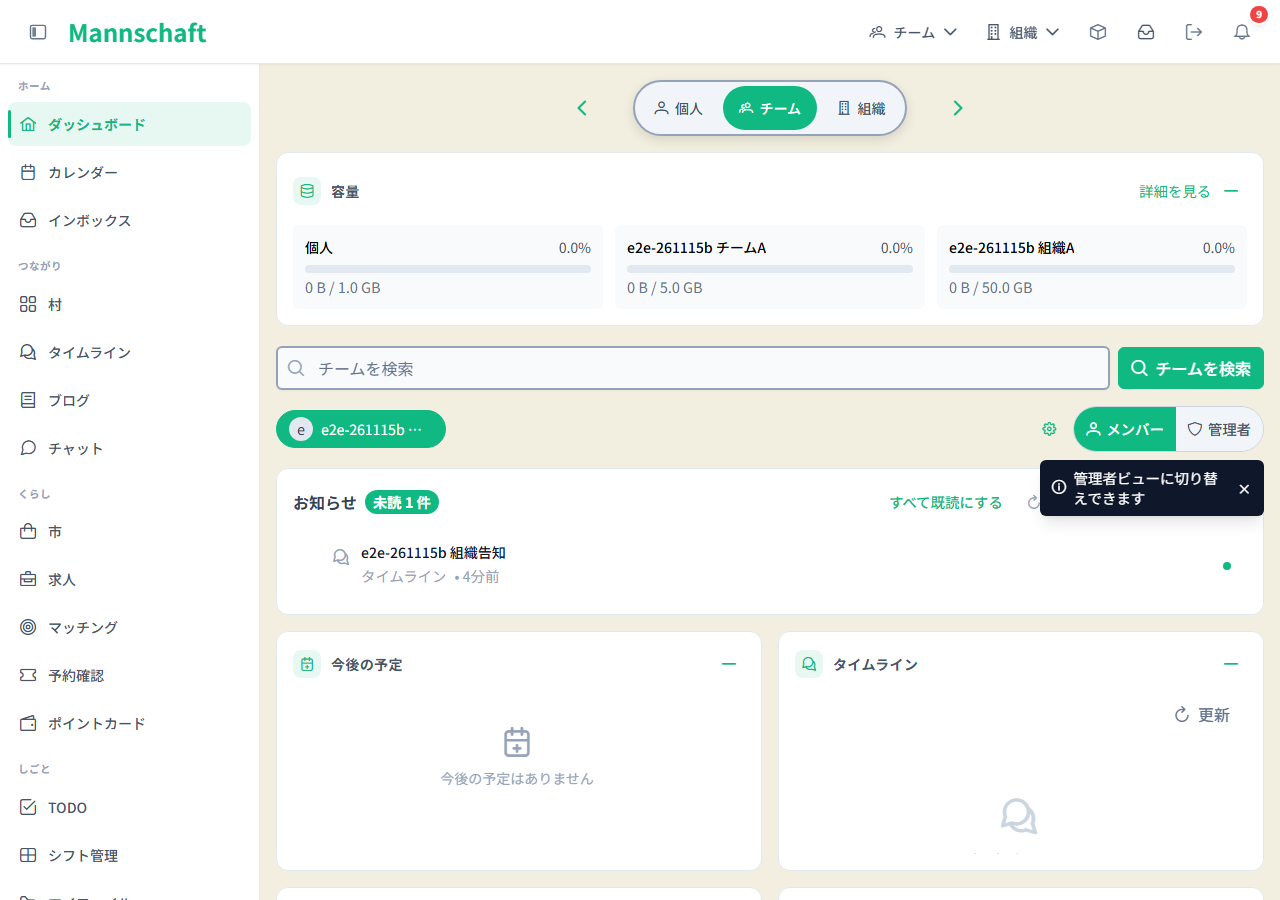 Mannschaft
チーム
組織
9
ホーム
ダッシュボード
カレンダー
インボックス
つながり
村
タイムライン
ブログ
チャット
くらし
市
求人
マッチング
予約確認
ポイントカード
しごと
TODO
シフト管理
個人
チーム
組織
容量
詳細を見る
個人 0.0%
0 B / 1.0 GB
e2e-261115b チームA 0.0%
0 B / 5.0 GB
e2e-261115b 組織A 0.0%
0 B / 50.0 GB
チームを検索
チームを検索
e e2e-261115b …
メンバー
管理者
管理者ビューに切り替
えできます
お知らせ 未読 1 件
すべて既読にする
e2e-261115b 組織告知
タイムライン • 4分前
今後の予定
今後の予定はありません
タイムライン
更新